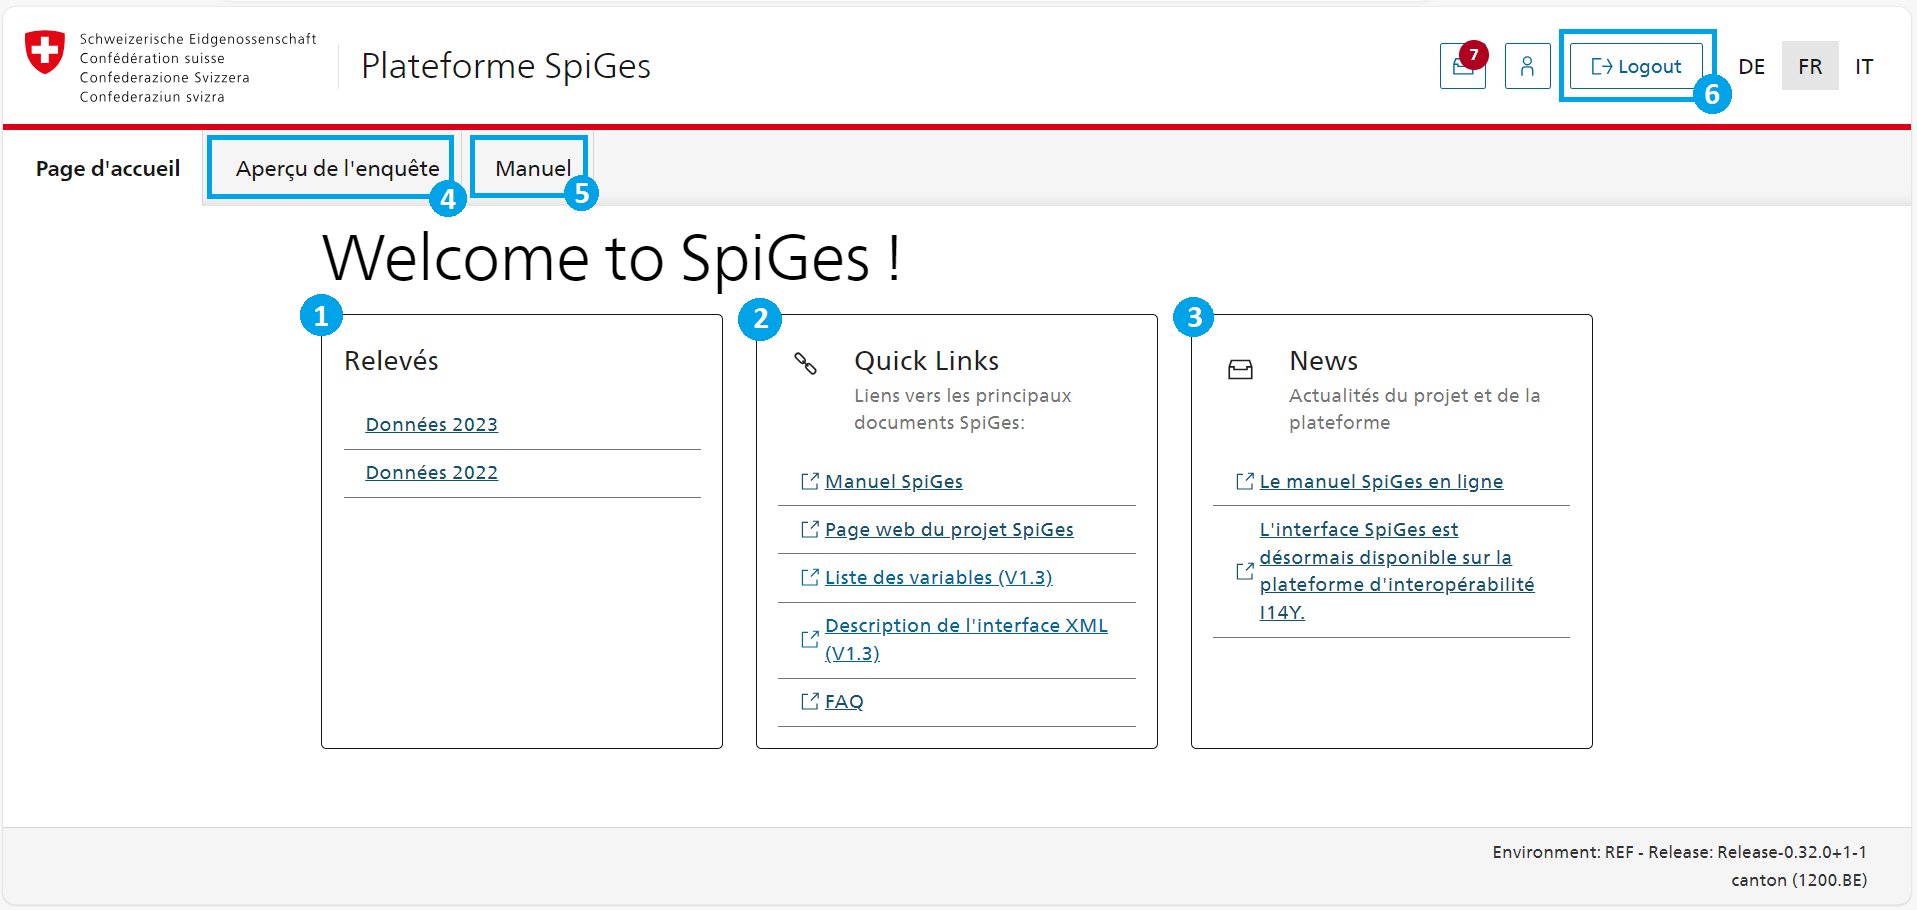 Schweizerische Eidgenossenschaft
Confédération suisse
Confederazione Svizzera
Confederaziun svizra
Plateforme SpiGes
7
Logout
6
DE
FR
IT
Page d'accueil
Aperçu de l'enquête
4
Manuel
5
Welcome to SpiGes !
1
Relevés
Données 2023
Données 2022
2
Quick Links
Liens vers les principaux
documents SpiGes:
Manuel SpiGes
Page web du projet SpiGes
Liste des variables (V1.3)
Description de l'interface XML
(V1.3)
FAQ
3
News
Actualités du projet et de la
plateforme
Le manuel SpiGes en ligne
L'interface SpiGes est
désormais disponible sur la
plateforme d'interopérabilité
I14Y.
Environment: REF - Release: Release-0.32.0+1-1
canton (1200.BE)